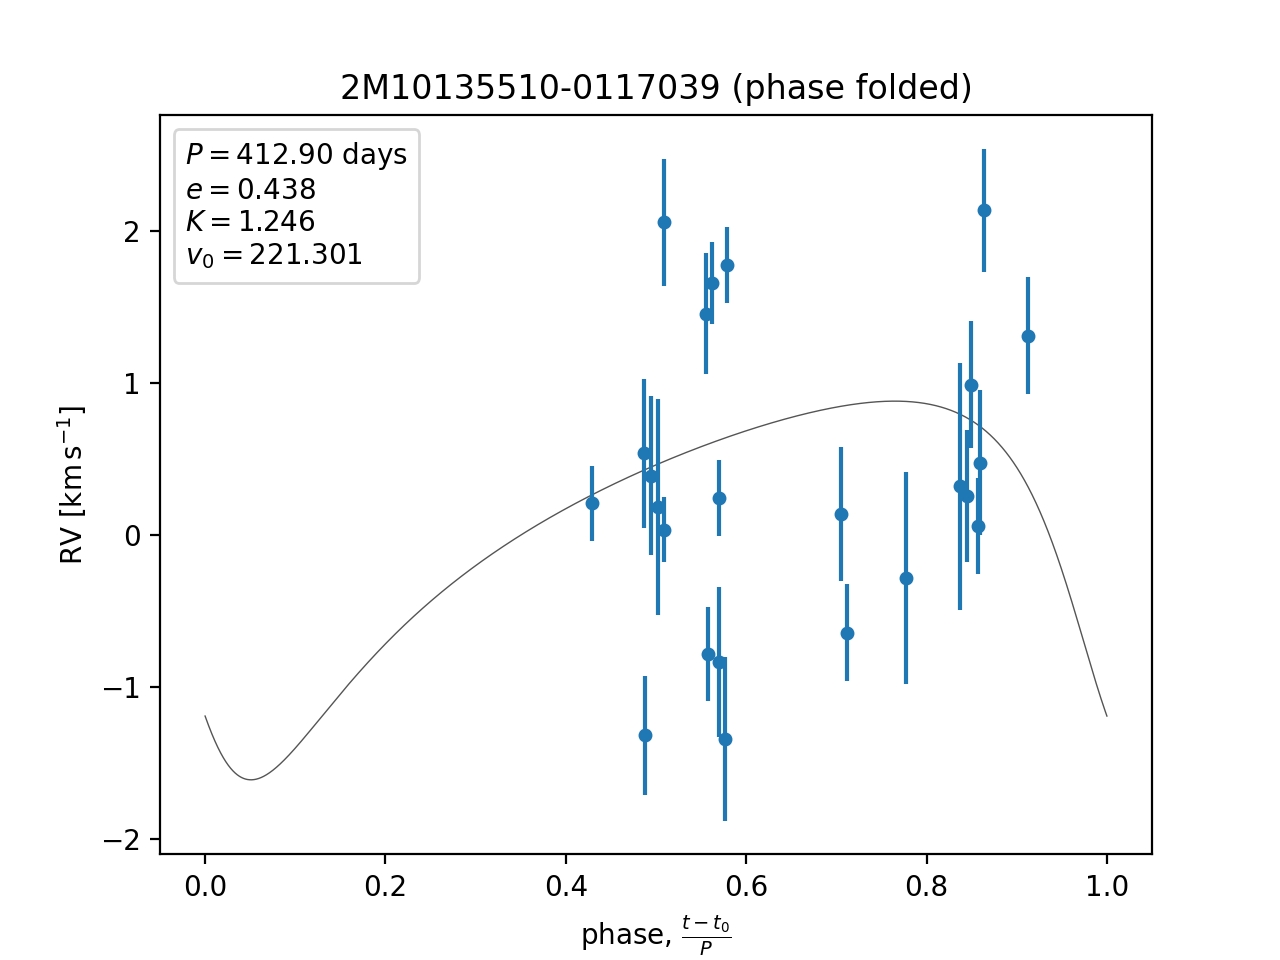 2M10135510-0117039 (phase folded)
P = 412.90 days
e = 0.438
K = 1.246
v₀ = 221.301
2
1
0
−1
−2
RV [km s⁻¹]
0.0 0.2 0.4 0.6 0.8 1.0
phase, (t − t₀)/P